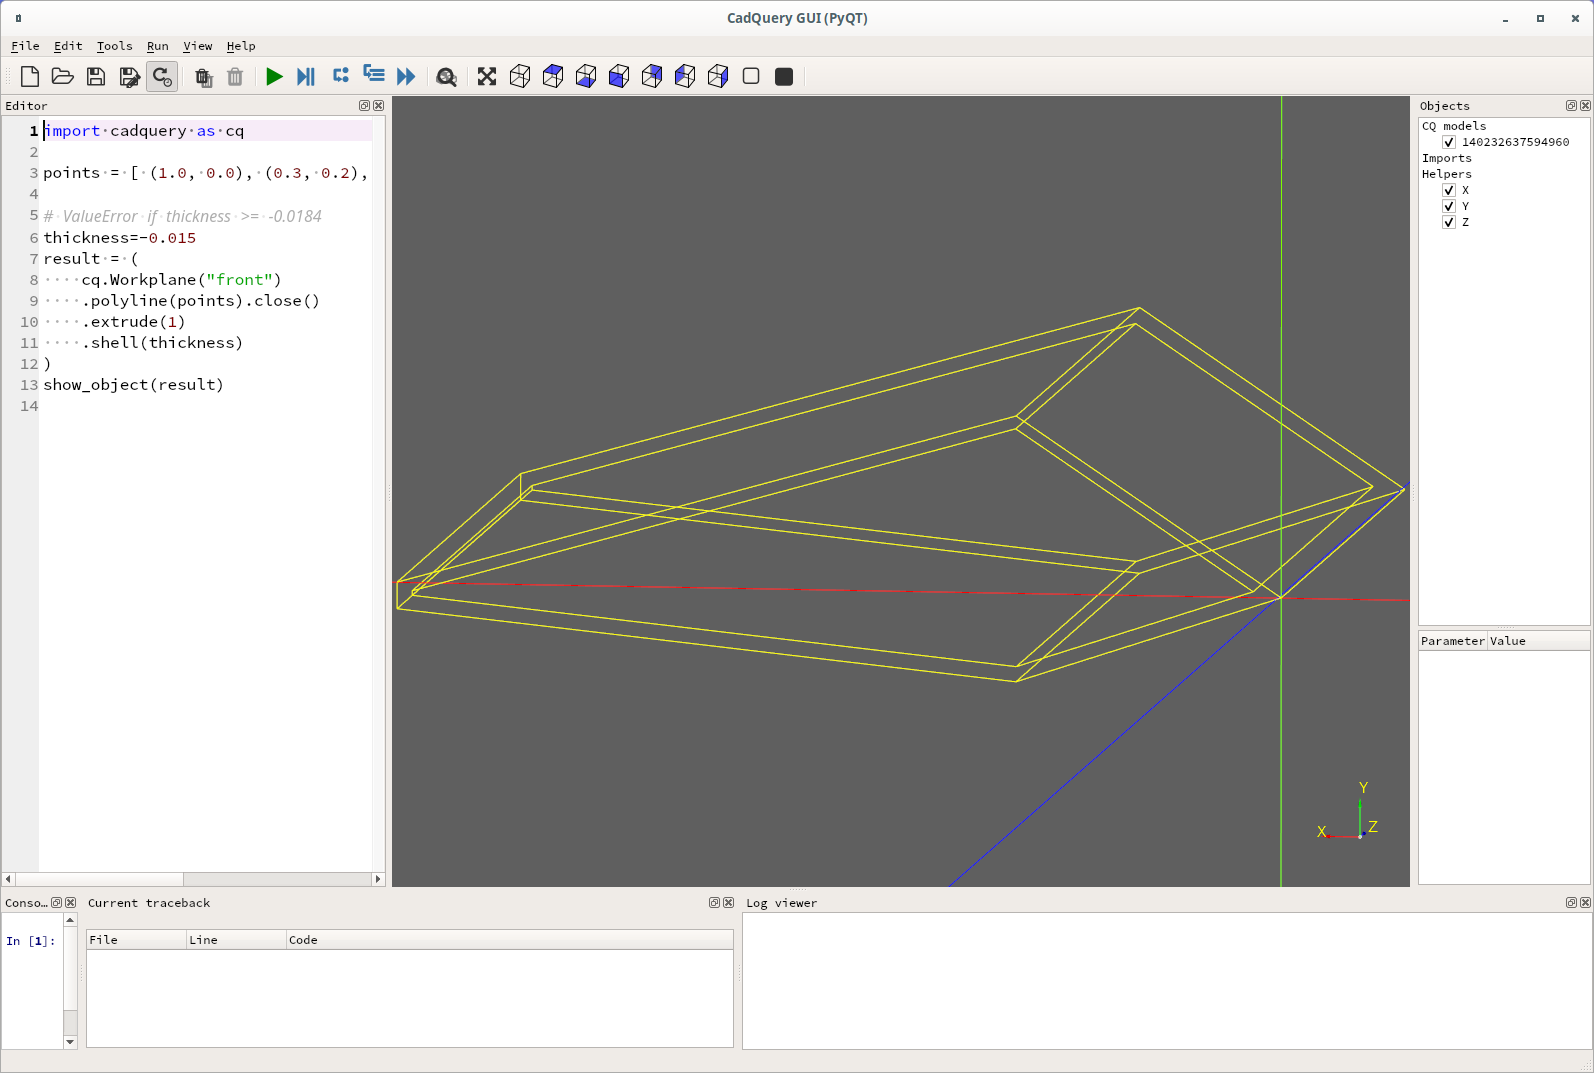 CadQuery GUI (PyQT)
File Edit Tools Run View Help
Editor
1 import cadquery as cq
2
3 points = [ (1.0, 0.0), (0.3, 0.2),
4
5 # ValueError if thickness >= -0.0184
6 thickness=-0.015
7 result = (
8     cq.Workplane("front")
9     .polyline(points).close()
10     .extrude(1)
11     .shell(thickness)
12 )
13 show_object(result)
14
X
Y
Z
Objects
CQ models
140232637594960
Imports
Helpers
X
Y
Z
Parameter Value
Conso...
In [1]:
Current traceback
File Line Code
Log viewer